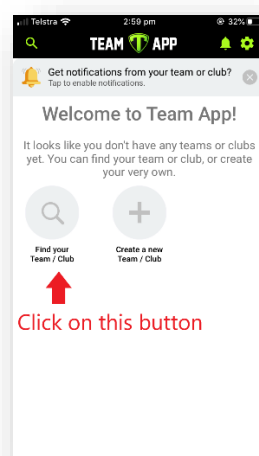 Telstra 2:59 pm 32%
TEAM T APP
Get notifications from your team or club?
Tap to enable notifications.
Welcome to Team App!
It looks like you don't have any teams or clubs
yet. You can find your team or club, or create
your very own.
Find your Create a new
Team / Club Team / Club
Click on this button